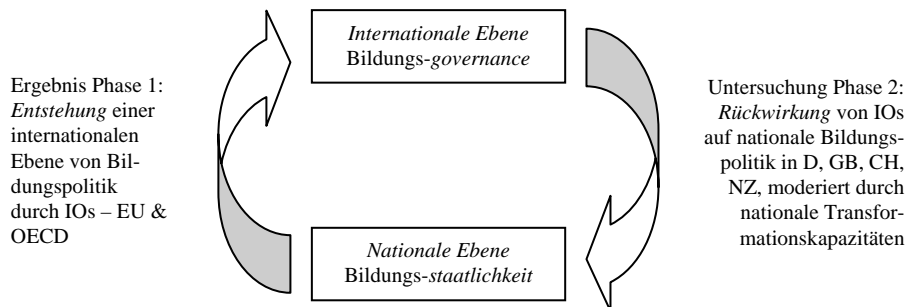 Internationale Ebene
Bildungs-governance
Ergebnis Phase 1:
Entstehung einer
internationalen
Ebene von Bil-
dungspolitik
durch IOs – EU &
OECD
Untersuchung Phase 2:
Rückwirkung von IOs
auf nationale Bildungs-
politik in D, GB, CH,
NZ, moderiert durch
nationale Transfor-
mationskapazitäten
Nationale Ebene
Bildungs-staatlichkeit